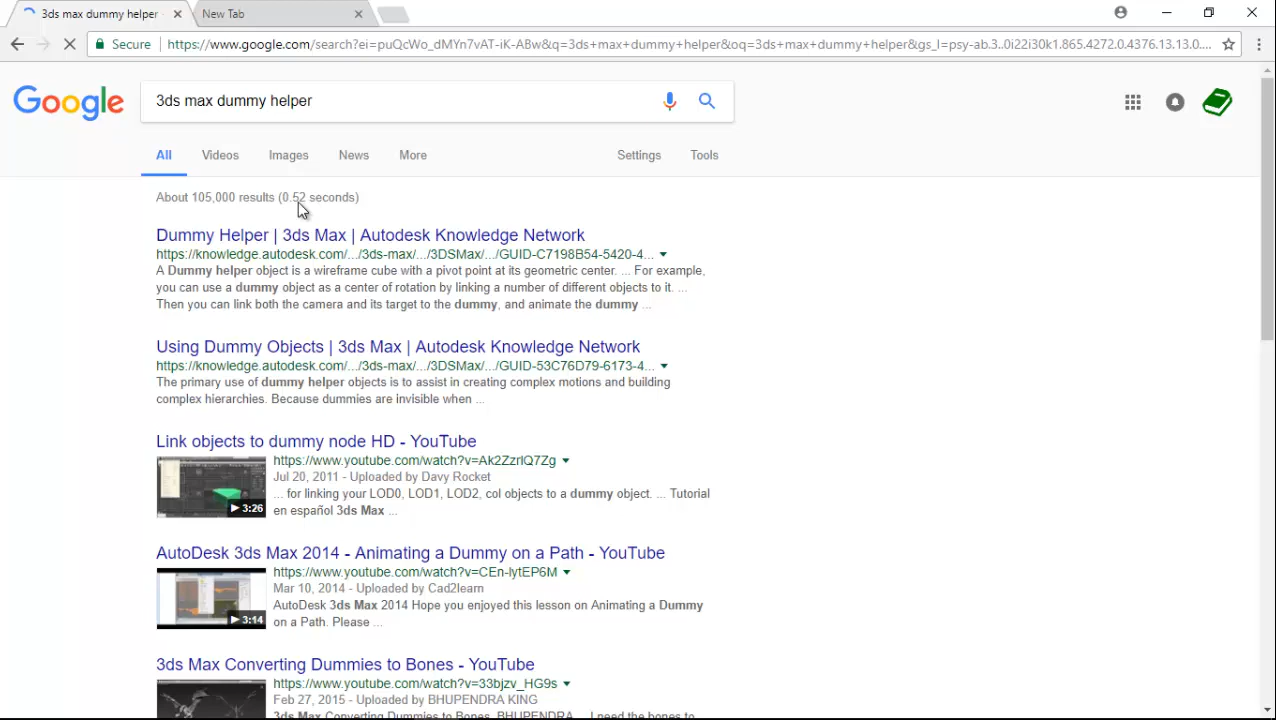 3ds max dummy helper
New Tab
Secure
https://www.google.com/search?ei=puQcWo_dMYn7vAT-iK-ABw&q=3ds+max+dummy+helper&oq=3ds+max+dummy+helper&gs_l=psy-ab.3..0i22i30k1.865.4272.0.4376.13.13.0....
Google
3ds max dummy helper
All Videos Images News More Settings Tools
About 105,000 results (0.52 seconds)
Dummy Helper | 3ds Max | Autodesk Knowledge Network
https://knowledge.autodesk.com/.../3ds-max/.../3DSMax/.../GUID-C7198B54-5420-4...
A Dummy helper object is a wireframe cube with a pivot point at its geometric center. ... For example,
you can use a dummy object as a center of rotation by linking a number of different objects to it. ...
Then you can link both the camera and its target to the dummy, and animate the dummy ...
Using Dummy Objects | 3ds Max | Autodesk Knowledge Network
https://knowledge.autodesk.com/.../3ds-max/.../3DSMax/.../GUID-53C76D79-6173-4...
The primary use of dummy helper objects is to assist in creating complex motions and building
complex hierarchies. Because dummies are invisible when ...
Link objects to dummy node HD - YouTube
https://www.youtube.com/watch?v=Ak2ZzrlQ7Zg
Jul 20, 2011 - Uploaded by Davy Rocket
... for linking your LOD0, LOD1, LOD2, col objects to a dummy object. ... Tutorial
en español 3ds Max ...
3:26
AutoDesk 3ds Max 2014 - Animating a Dummy on a Path - YouTube
https://www.youtube.com/watch?v=CEn-lytEP6M
Mar 10, 2014 - Uploaded by Cad2learn
AutoDesk 3ds Max 2014 Hope you enjoyed this lesson on Animating a Dummy
on a Path. Please ...
3:14
3ds Max Converting Dummies to Bones - YouTube
https://www.youtube.com/watch?v=33bjzv_HG9s
Feb 27, 2015 - Uploaded by BHUPENDRA KING
3ds Max Converting Dummies to Bones. BHUPENDRA ... I need the bones to